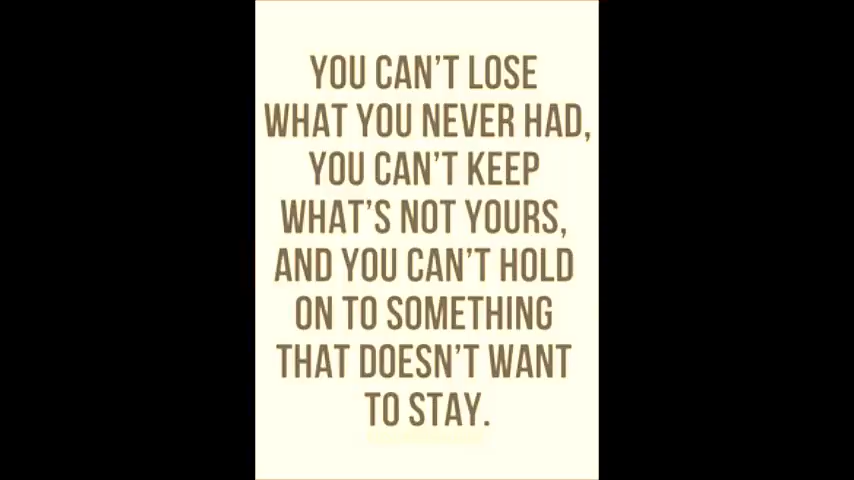 YOU CAN'T LOSE
WHAT YOU NEVER HAD,
YOU CAN'T KEEP
WHAT'S NOT YOURS,
AND YOU CAN'T HOLD
ON TO SOMETHING
THAT DOESN'T WANT
TO STAY.